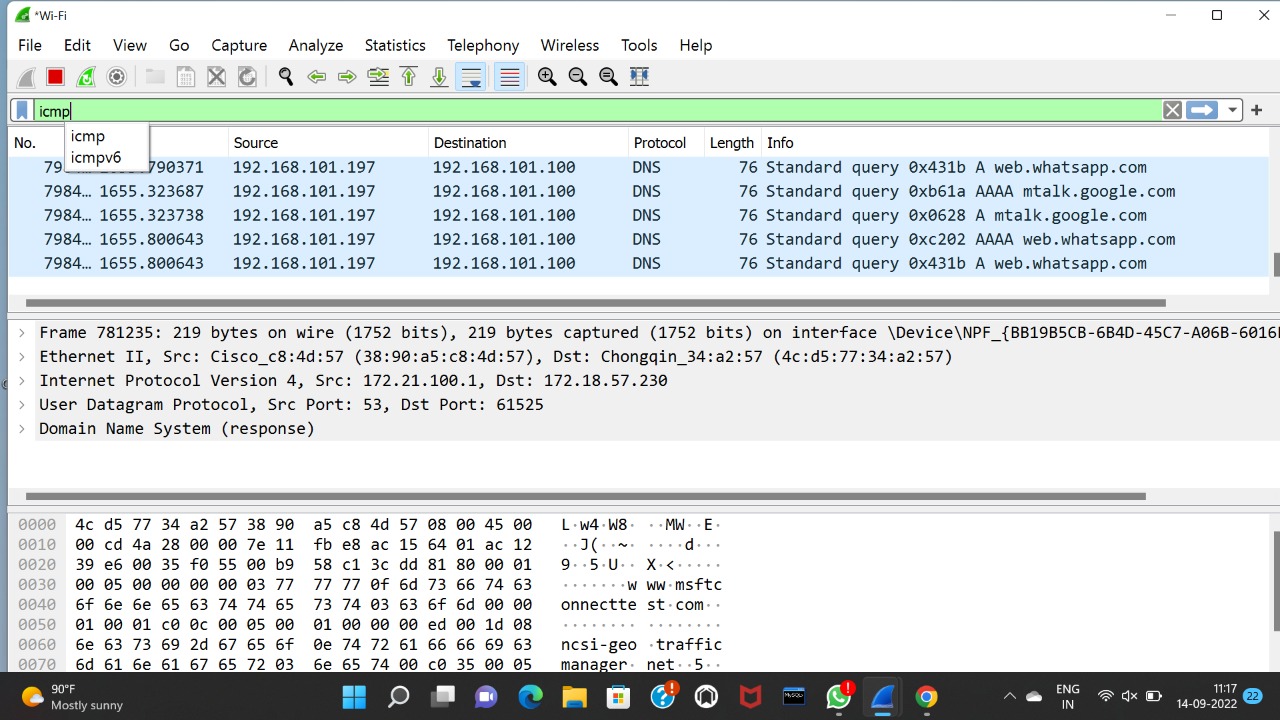 *Wi-Fi
File Edit View Go Capture Analyze Statistics Telephony Wireless Tools Help
icmp
icmp
icmpv6
No. Source Destination Protocol Length Info
790371 192.168.101.197 192.168.101.100 DNS 76 Standard query 0x431b A web.whatsapp.com
7984… 1655.323687 192.168.101.197 192.168.101.100 DNS 76 Standard query 0xb61a AAAA mtalk.google.com
7984… 1655.323738 192.168.101.197 192.168.101.100 DNS 76 Standard query 0x0628 A mtalk.google.com
7984… 1655.800643 192.168.101.197 192.168.101.100 DNS 76 Standard query 0xc202 AAAA web.whatsapp.com
7984… 1655.800643 192.168.101.197 192.168.101.100 DNS 76 Standard query 0x431b A web.whatsapp.com
Frame 781235: 219 bytes on wire (1752 bits), 219 bytes captured (1752 bits) on interface \Device\NPF_{BB19B5CB-6B4D-45C7-A06B-6016
Ethernet II, Src: Cisco_c8:4d:57 (38:90:a5:c8:4d:57), Dst: Chongqin_34:a2:57 (4c:d5:77:34:a2:57)
Internet Protocol Version 4, Src: 172.21.100.1, Dst: 172.18.57.230
User Datagram Protocol, Src Port: 53, Dst Port: 61525
Domain Name System (response)
0000 4c d5 77 34 a2 57 38 90 a5 c8 4d 57 08 00 45 00 L·w4·W8· ··MW··E·
0010 00 cd 4a 28 00 00 7e 11 fb e8 ac 15 64 01 ac 12 ··J(··~· ····d···
0020 39 e6 00 35 f0 55 00 b9 58 c1 3c dd 81 80 00 01 9··5·U·· X·<·····
0030 00 05 00 00 00 00 03 77 77 77 0f 6d 73 66 74 63 ·······w ww·msftc
0040 6f 6e 6e 65 63 74 74 65 73 74 03 63 6f 6d 00 00 onnectte st·com··
0050 01 00 01 c0 0c 00 05 00 01 00 00 00 ed 00 1d 08 ········ ········
0060 6e 63 73 69 2d 67 65 6f 0e 74 72 61 66 66 69 63 ncsi-geo ·traffic
0070 6d 61 6e 61 67 65 72 03 6e 65 74 00 c0 35 00 05 manager· net··5··
90°F
Mostly sunny
MySQL
ENG
IN
11:17
14-09-2022
22